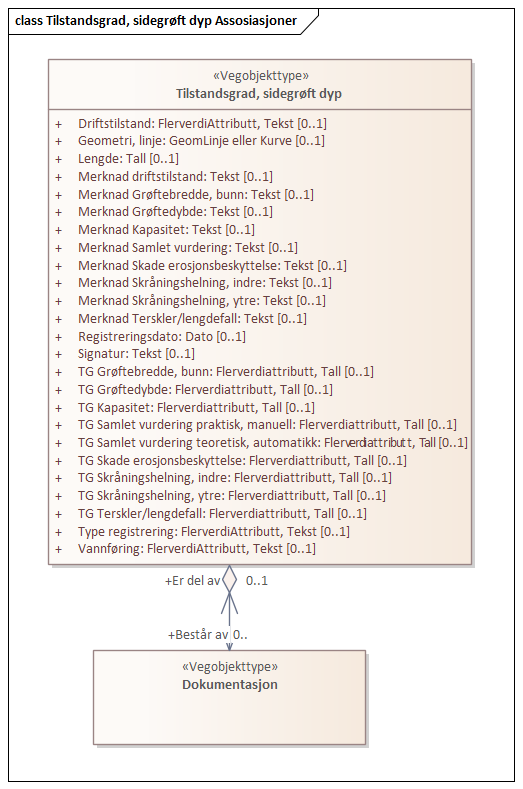 class Tilstandsgrad, sidegrøft dyp Assosiasjoner
«Vegobjekttype»
Tilstandsgrad, sidegrøft dyp
+ Driftstilstand: FlerverdiAttributt, Tekst [0..1]
+ Geometri, linje: GeomLinje eller Kurve [0..1]
+ Lengde: Tall [0..1]
+ Merknad driftstilstand: Tekst [0..1]
+ Merknad Grøftebredde, bunn: Tekst [0..1]
+ Merknad Grøftedybde: Tekst [0..1]
+ Merknad Kapasitet: Tekst [0..1]
+ Merknad Samlet vurdering: Tekst [0..1]
+ Merknad Skade erosjonsbeskyttelse: Tekst [0..1]
+ Merknad Skråningshelning, indre: Tekst [0..1]
+ Merknad Skråningshelning, ytre: Tekst [0..1]
+ Merknad Terskler/lengdefall: Tekst [0..1]
+ Registreringsdato: Dato [0..1]
+ Signatur: Tekst [0..1]
+ TG Grøftebredde, bunn: Flerverdiattributt, Tall [0..1]
+ TG Grøftedybde: Flerverdiattributt, Tall [0..1]
+ TG Kapasitet: Flerverdiattributt, Tall [0..1]
+ TG Samlet vurdering praktisk, manuell: Flerverdiattributt, Tall [0..1]
+ TG Samlet vurdering teoretisk, automatikk: Flerverdiattributt, Tall [0..1]
+ TG Skade erosjonsbeskyttelse: Flerverdiattributt, Tall [0..1]
+ TG Skråningshelning, indre: Flerverdiattributt, Tall [0..1]
+ TG Skråningshelning, ytre: Flerverdiattributt, Tall [0..1]
+ TG Terskler/lengdefall: Flerverdiattributt, Tall [0..1]
+ Type registrering: FlerverdiAttributt, Tekst [0..1]
+ Vannføring: FlerverdiAttributt, Tekst [0..1]
+Er del av 0..1
+Består av 0..
«Vegobjekttype»
Dokumentasjon